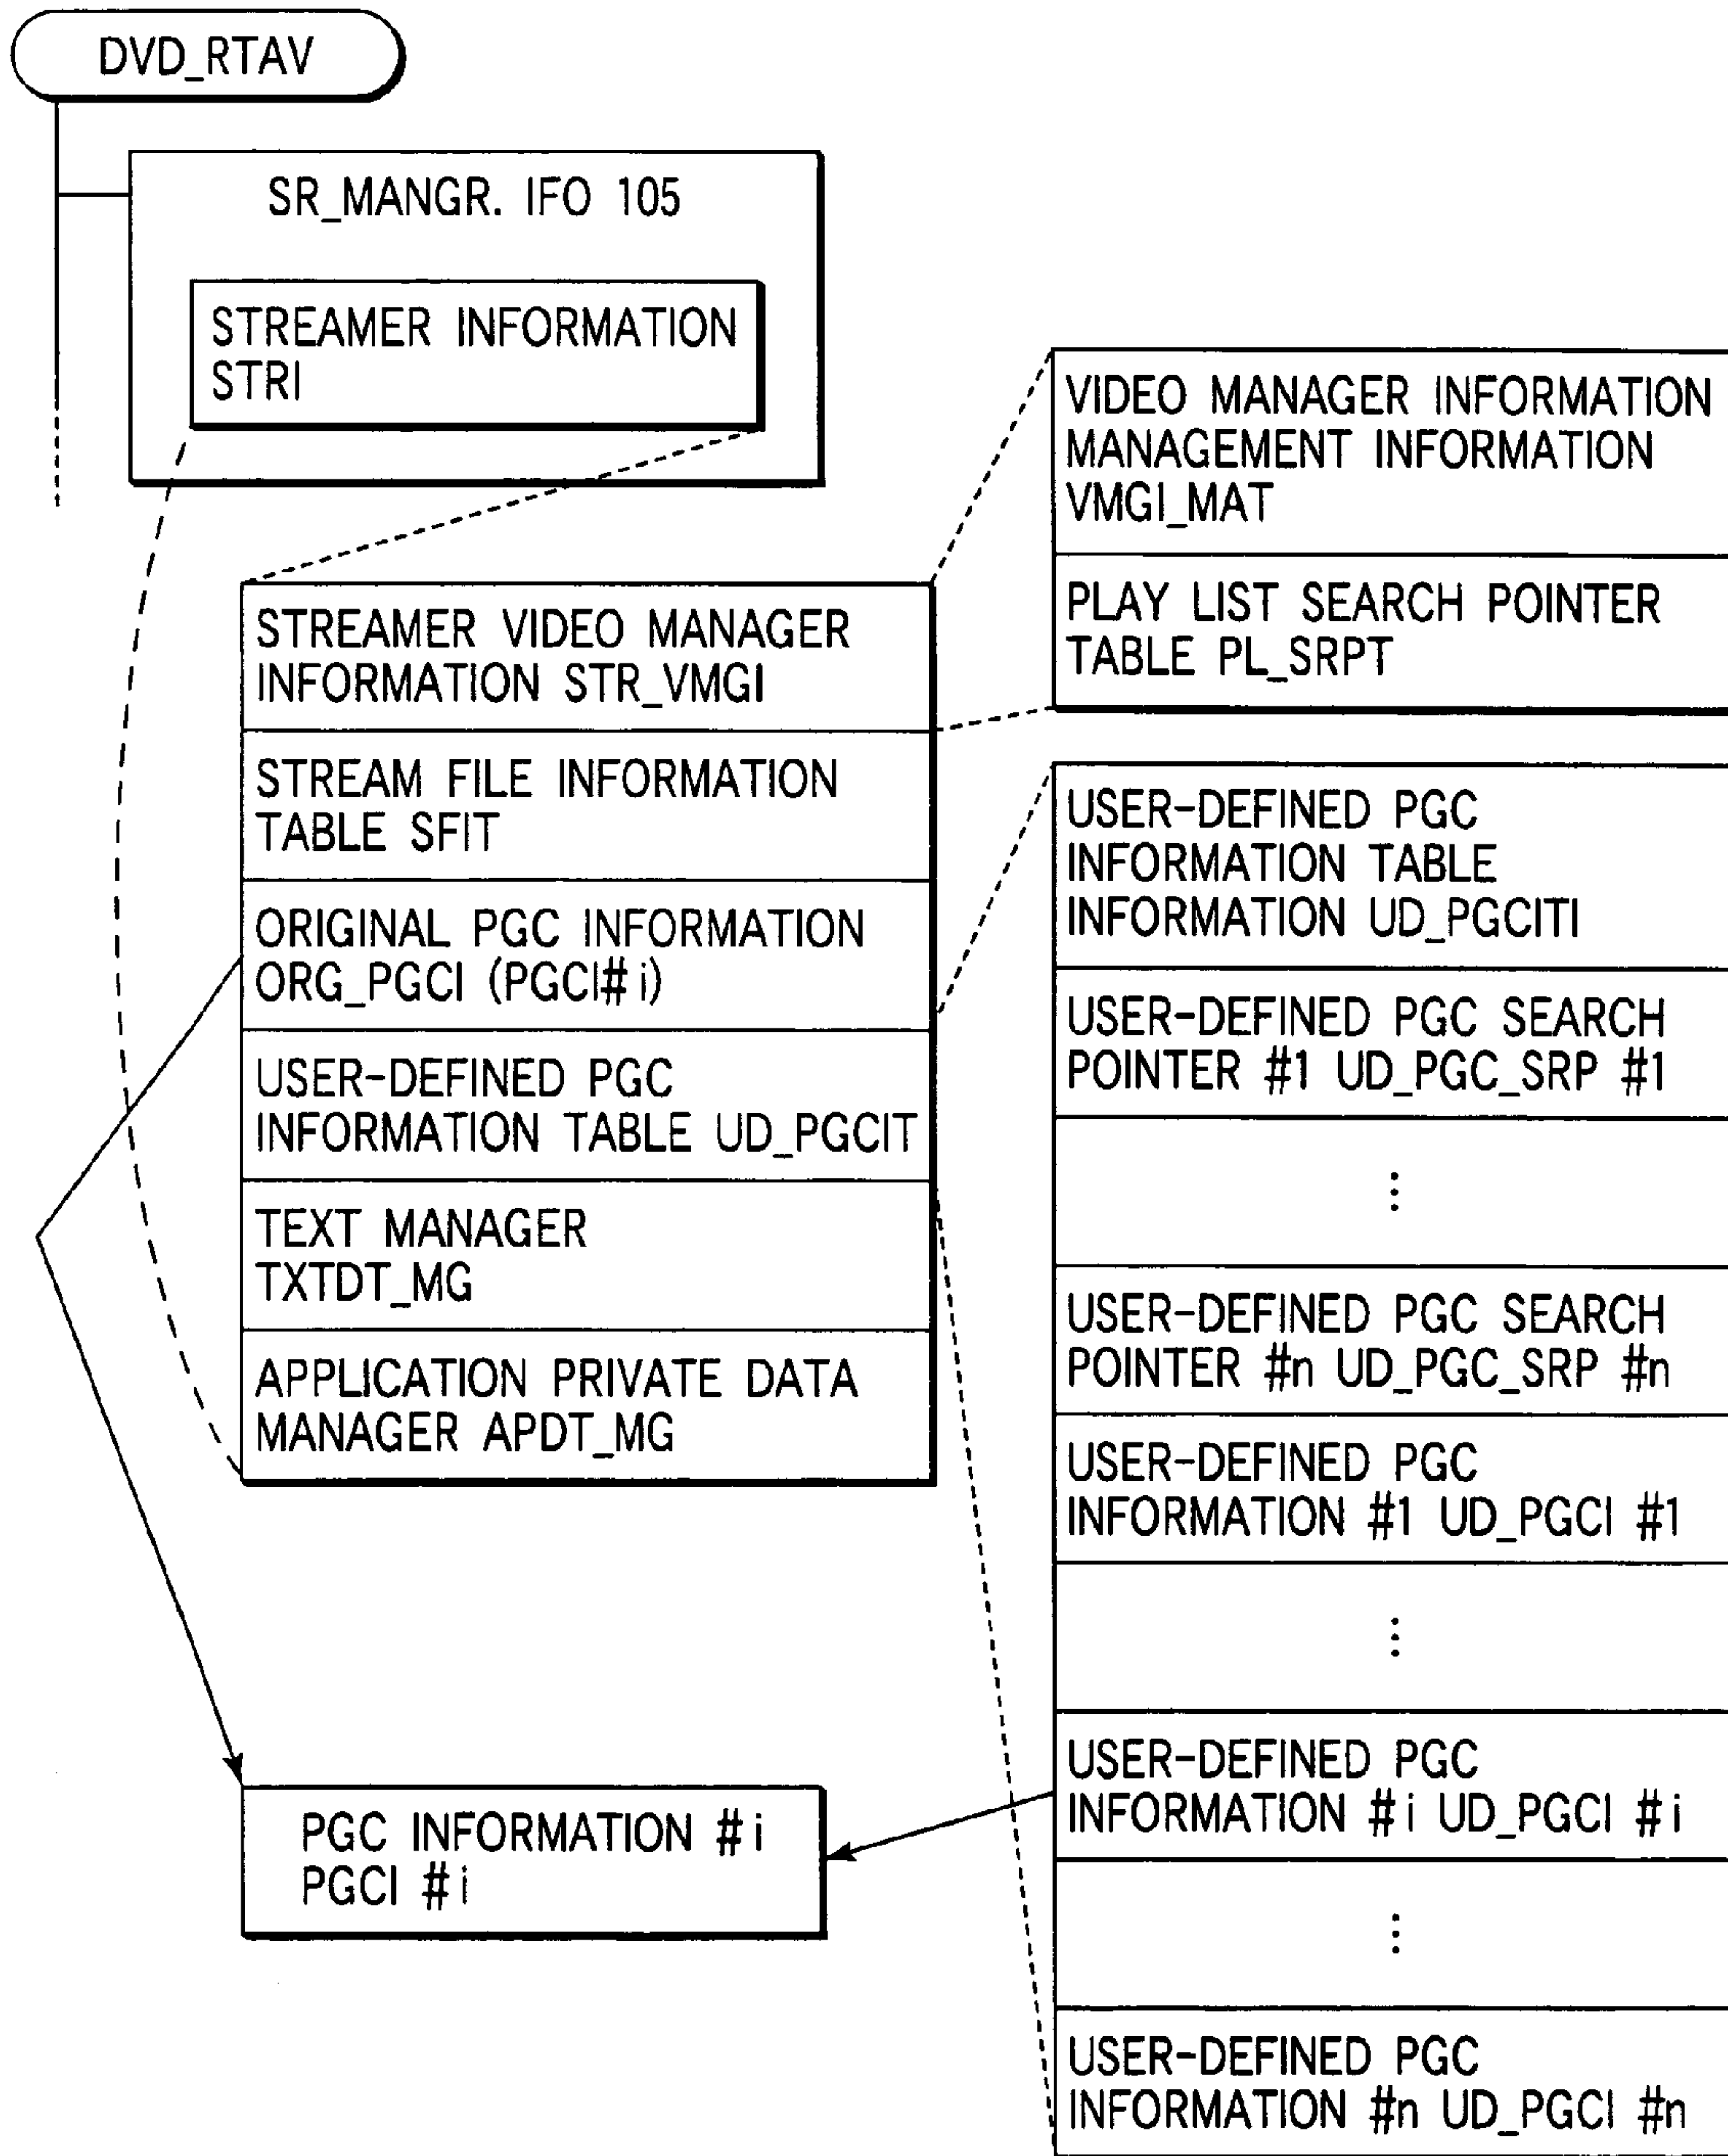 DVD_RTAV
SR_MANGR. IFO 105
STREAMER INFORMATION
STRI
VIDEO MANAGER INFORMATION
MANAGEMENT INFORMATION
VMGI_MAT
PLAY LIST SEARCH POINTER
TABLE PL_SRPT
STREAMER VIDEO MANAGER
INFORMATION STR_VMGI
STREAM FILE INFORMATION
TABLE SFIT
ORIGINAL PGC INFORMATION
ORG_PGCI (PGCI# i)
USER-DEFINED PGC
INFORMATION TABLE UD_PGCIT
TEXT MANAGER
TXTDT_MG
APPLICATION PRIVATE DATA
MANAGER APDT_MG
USER-DEFINED PGC
INFORMATION TABLE
INFORMATION UD_PGCITI
USER-DEFINED PGC SEARCH
POINTER #1 UD_PGC_SRP #1
⋮
USER-DEFINED PGC SEARCH
POINTER #n UD_PGC_SRP #n
USER-DEFINED PGC
INFORMATION #1 UD_PGCI #1
⋮
USER-DEFINED PGC
INFORMATION # i UD_PGCI # i
⋮
USER-DEFINED PGC
INFORMATION #n UD_PGCI #n
PGC INFORMATION # i
PGCI # i